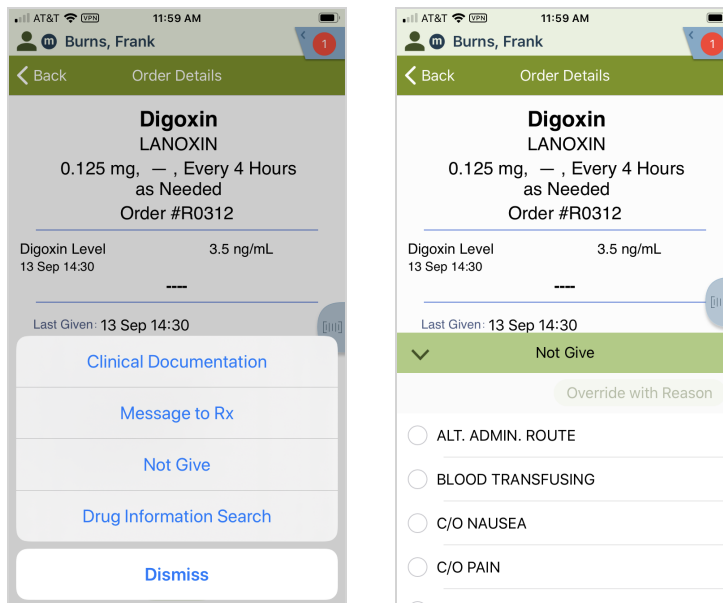 AT&T VPN 11:59 AM
m Burns, Frank
1
Back Order Details
Digoxin
LANOXIN
0.125 mg, — , Every 4 Hours
as Needed
Order #R0312
Digoxin Level 3.5 ng/mL
13 Sep 14:30
----
Last Given: 13 Sep 14:30
Clinical Documentation
Message to Rx
Not Give
Drug Information Search
Dismiss
AT&T VPN 11:59 AM
m Burns, Frank
1
Back Order Details
Digoxin
LANOXIN
0.125 mg, — , Every 4 Hours
as Needed
Order #R0312
Digoxin Level 3.5 ng/mL
13 Sep 14:30
----
Last Given: 13 Sep 14:30
Not Give
Override with Reason
ALT. ADMIN. ROUTE
BLOOD TRANSFUSING
C/O NAUSEA
C/O PAIN